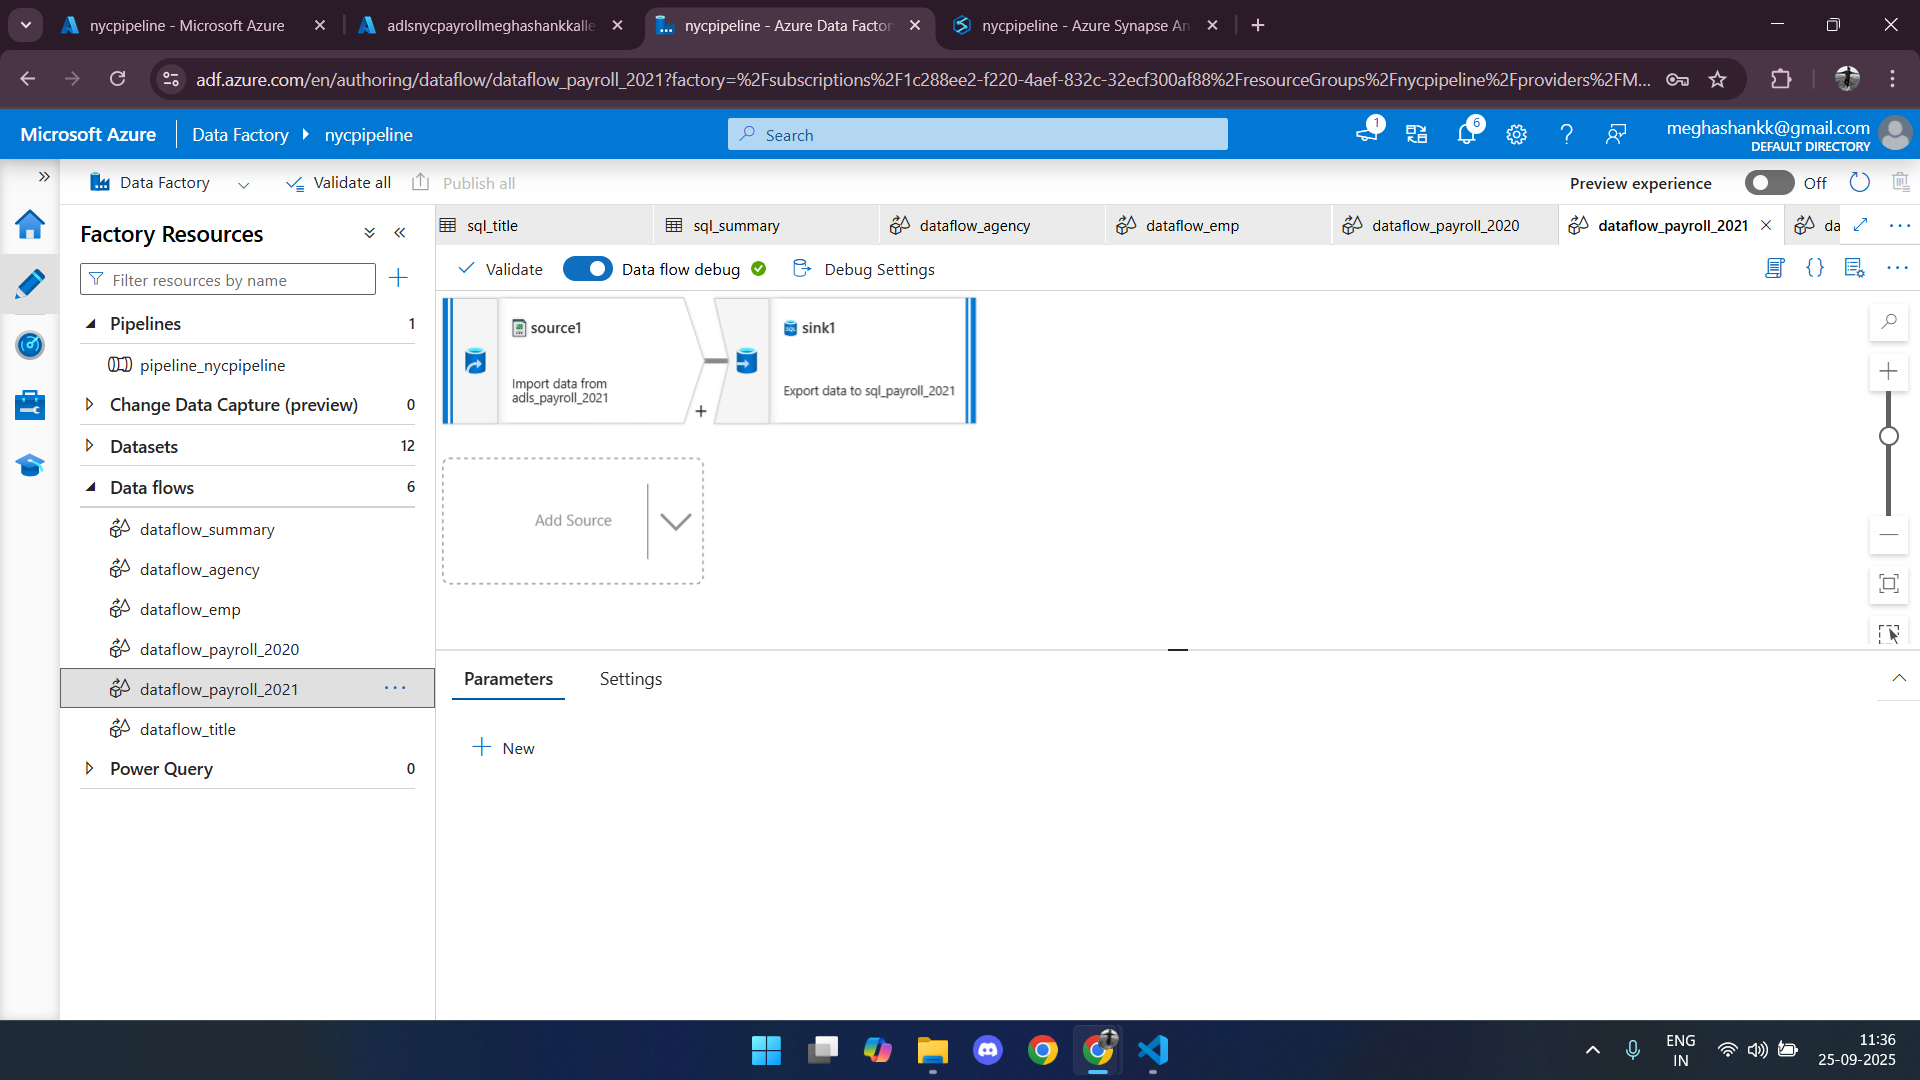 nycpipeline - Microsoft Azure
adlsnycpayrollmeghashankkalle
nycpipeline - Azure Data Factor
nycpipeline - Azure Synapse An
adf.azure.com/en/authoring/dataflow/dataflow_payroll_2021?factory=%2Fsubscriptions%2F1c288ee2-f220-4aef-832c-32ecf300af88%2FresourceGroups%2Fnycpipeline%2Fproviders%2FM...
Microsoft Azure
Data Factory
nycpipeline
Search
1
6
meghashankk@gmail.com
DEFAULT DIRECTORY
Data Factory
Validate all
Publish all
Preview experience
Off
Factory Resources
Filter resources by name
Pipelines 1
pipeline_nycpipeline
Change Data Capture (preview) 0
Datasets 12
Data flows 6
dataflow_summary
dataflow_agency
dataflow_emp
dataflow_payroll_2020
dataflow_payroll_2021
dataflow_title
Power Query 0
sql_title
sql_summary
dataflow_agency
dataflow_emp
dataflow_payroll_2020
dataflow_payroll_2021
da
Validate
Data flow debug
Debug Settings
source1
Import data from
adls_payroll_2021
sink1
Export data to sql_payroll_2021
Add Source
Parameters
Settings
New
ENG
IN
11:36
25-09-2025